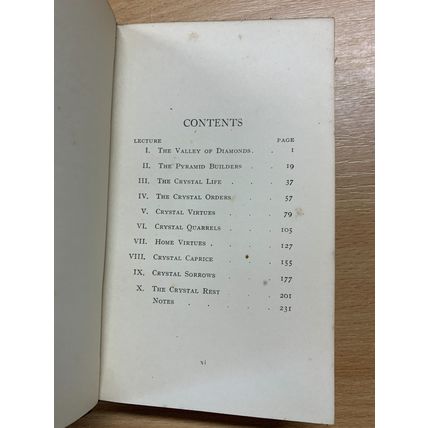 CONTENTS
LECTURE PAGE
I. THE VALLEY OF DIAMONDS. . 1
II. THE PYRAMID BUILDERS . . 19
III. THE CRYSTAL LIFE . . . 37
IV. THE CRYSTAL ORDERS . . . 57
V. CRYSTAL VIRTUES . . . 79
VI. CRYSTAL QUARRELS . . . 105
VII. HOME VIRTUES . . . . 127
VIII. CRYSTAL CAPRICE . . . 155
IX. CRYSTAL SORROWS . . . 177
X. THE CRYSTAL REST . . . 201
NOTES . . . . 231
xi